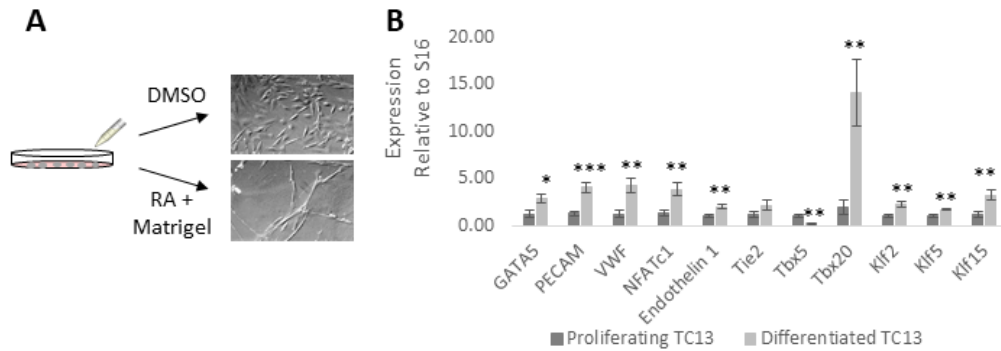 A
DMSO
RA +
Matrigel
B
Expression
Relative to S16
20.00
15.00
10.00
5.00
0.00
*
***
**
**
**
**
**
**
**
**
GATA5
PECAM
VWF
NFATc1
Endothelin 1
Tie2
Tbx5
Tbx20
Klf2
Klf5
Klf15
Proliferating TC13
Differentiated TC13